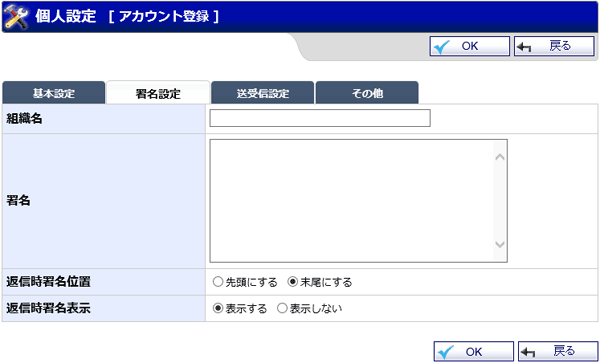 個人設定 [ アカウント登録 ]
OK 戻る
基本設定 署名設定 送受信設定 その他
組織名
署名
返信時署名位置 先頭にする 末尾にする
返信時署名表示 表示する 表示しない
OK 戻る